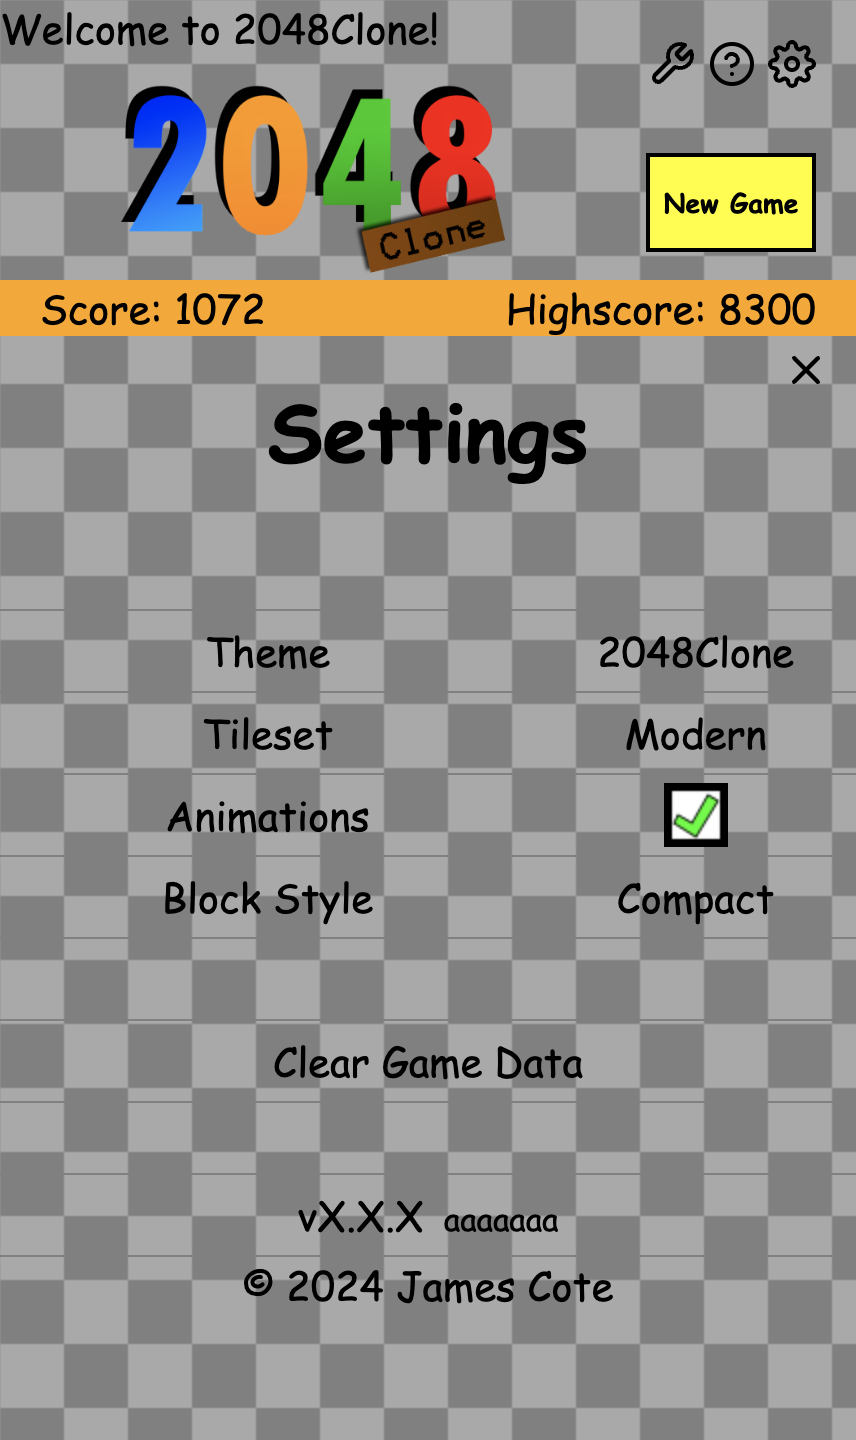 Welcome to 2048Clone!
2048
Clone
New Game
Score: 1072 Highscore: 8300
Settings
Theme 2048Clone
Tileset Modern
Animations
Block Style Compact
Clear Game Data
vX.X.X aaaaaaa
© 2024 James Cote